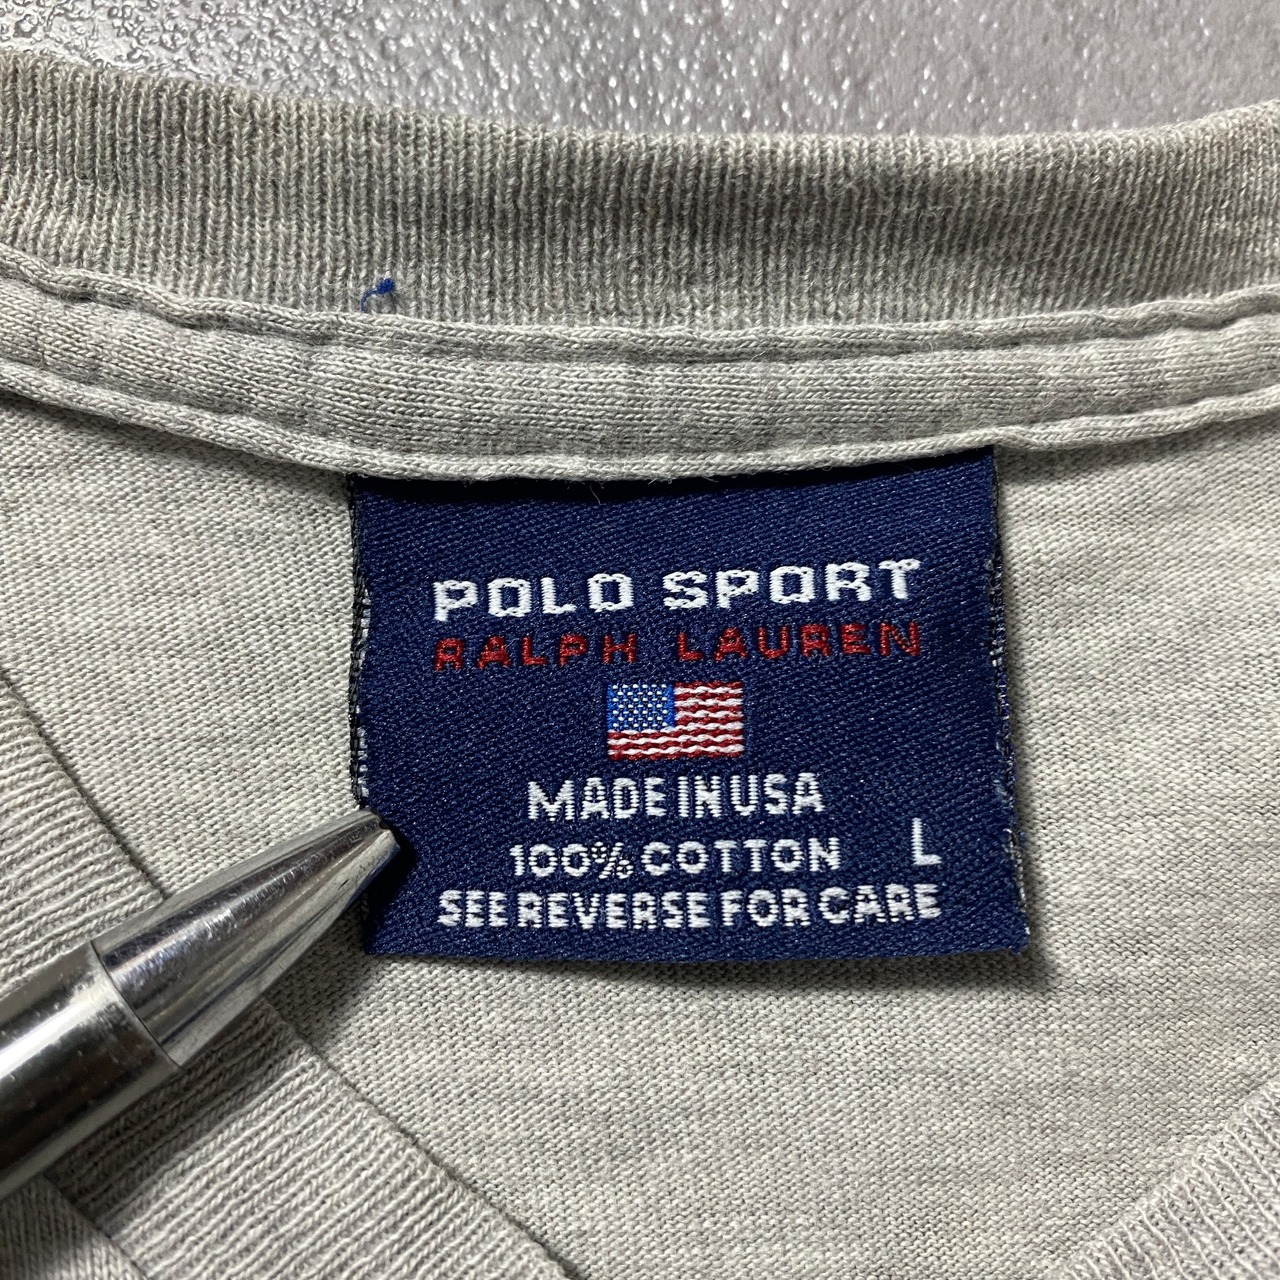 POLO SPORT
RALPH LAUREN
MADE IN USA
100% COTTON L
SEE REVERSE FOR CARE